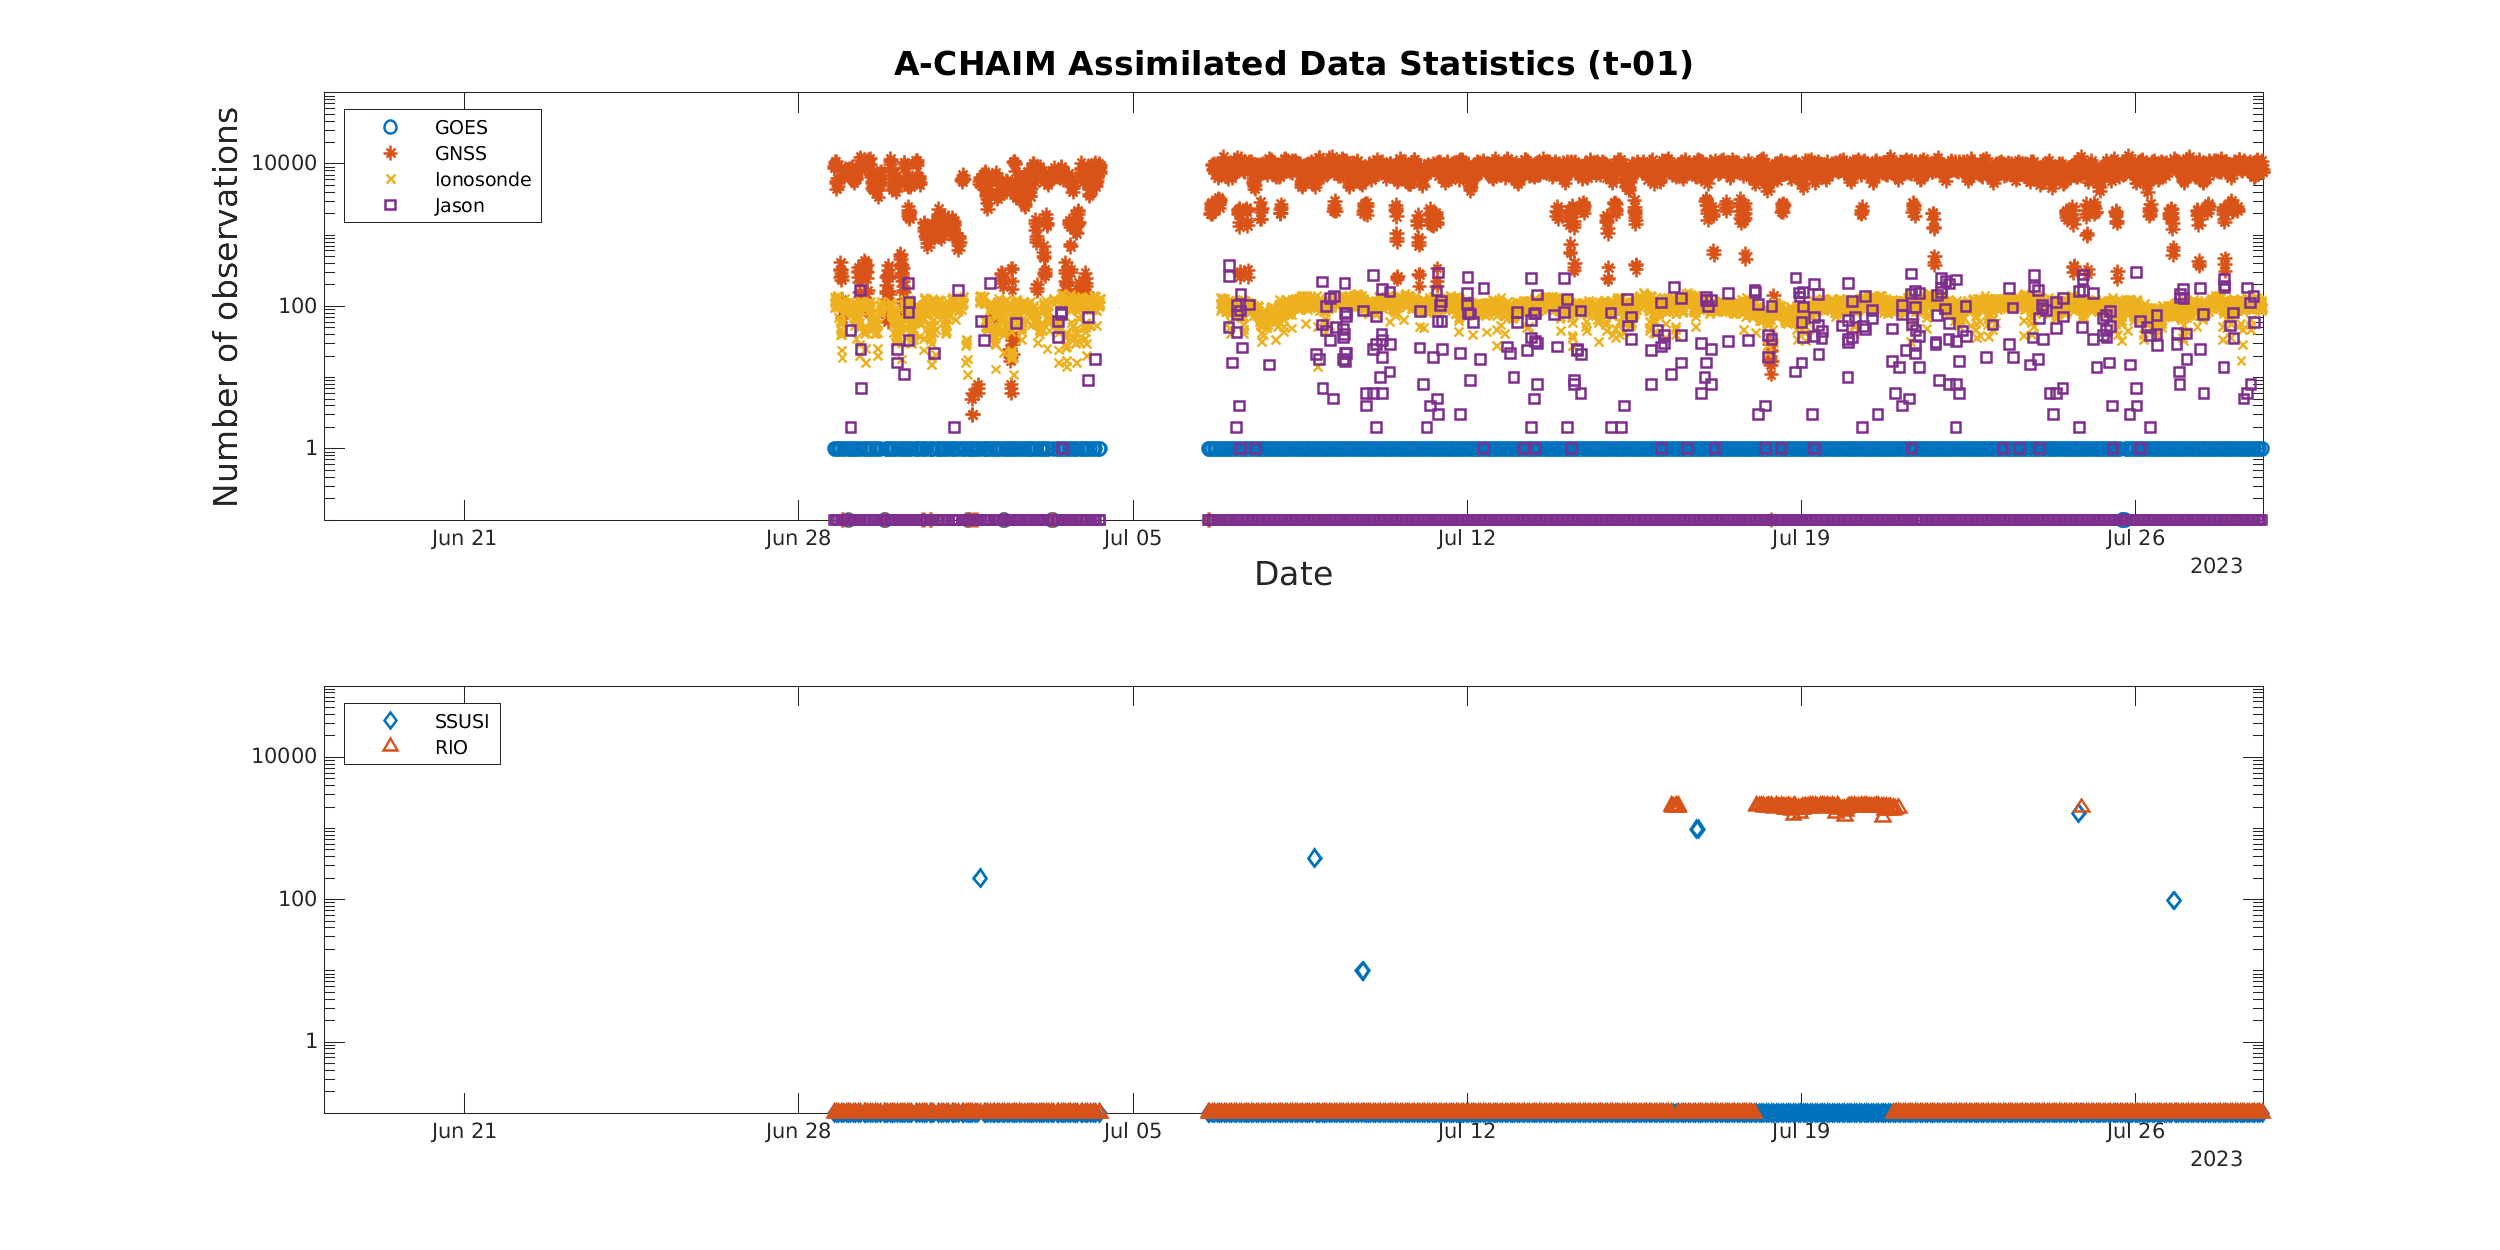 A-CHAIM Assimilated Data Statistics (t-01)
Number of observations
10000
100
1
GOES
GNSS
Ionosonde
Jason
Jun 21
Jun 28
Jul 05
Jul 12
Jul 19
Jul 26
2023
Date
10000
100
1
SSUSI
RIO
Jun 21
Jun 28
Jul 05
Jul 12
Jul 19
Jul 26
2023